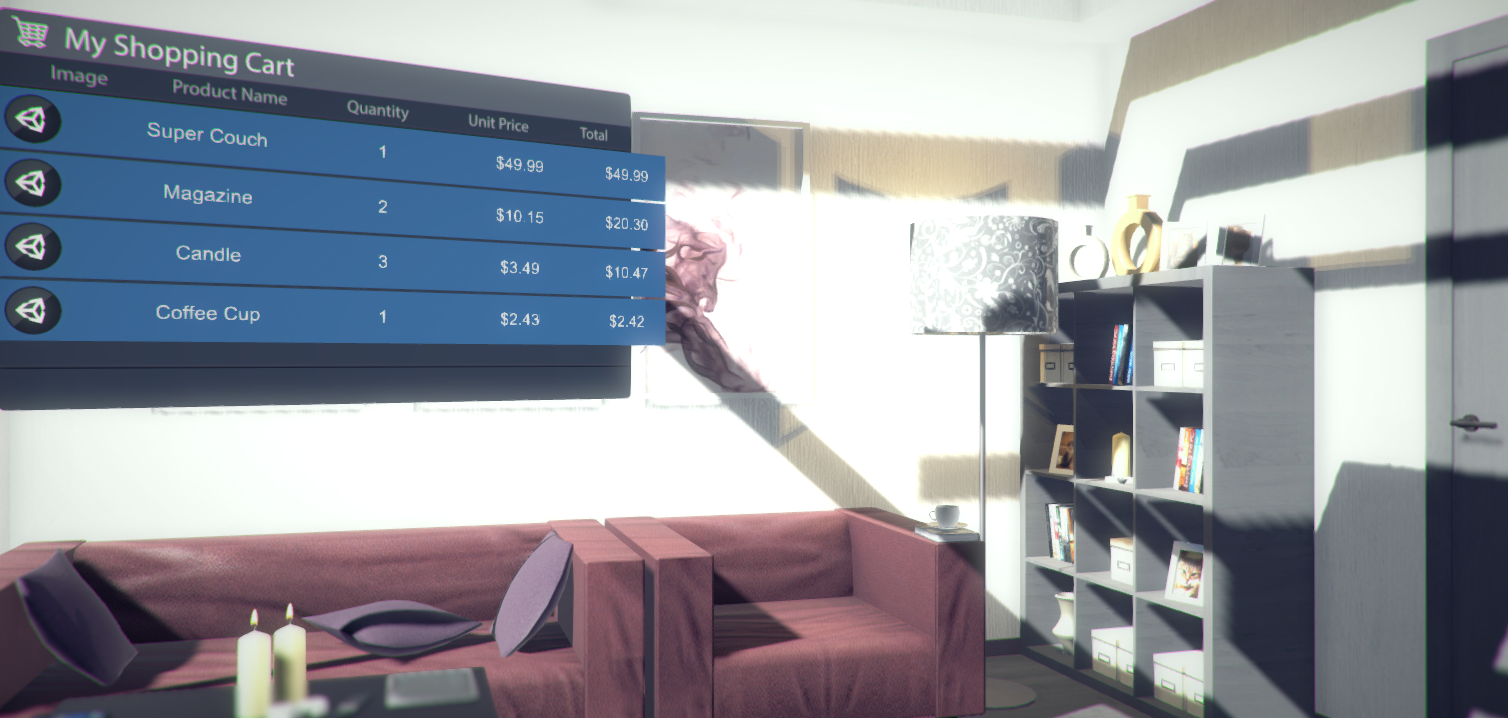 My Shopping Cart
Image Product Name Quantity Unit Price Total
Super Couch 1 $49.99 $49.99
Magazine 2 $10.15 $20.30
Candle 3 $3.49 $10.47
Coffee Cup 1 $2.43 $2.42